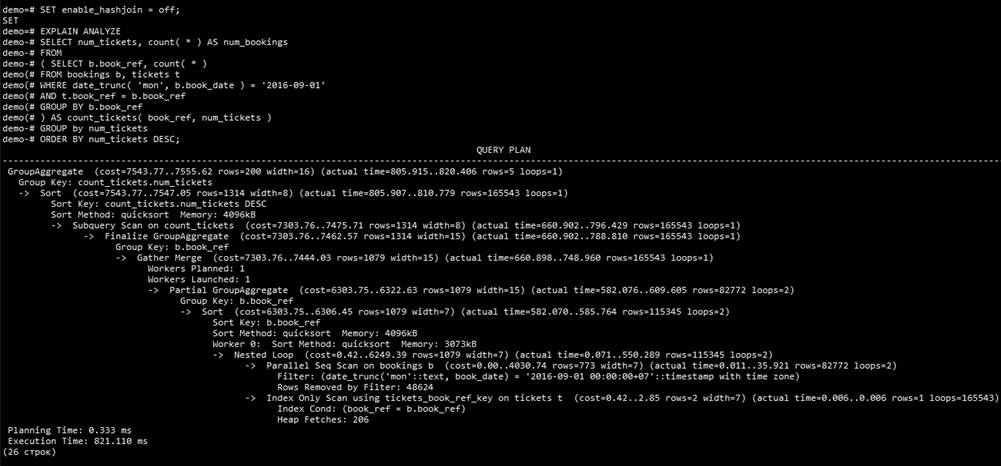 demo=# SET enable_hashjoin = off;
SET
demo=# EXPLAIN ANALYZE
demo-# SELECT num_tickets, count( * ) AS num_bookings
demo-# FROM
demo-# ( SELECT b.book_ref, count( * )
demo(# FROM bookings b, tickets t
demo(# WHERE date_trunc( 'mon', b.book_date ) = '2016-09-01'
demo(# AND t.book_ref = b.book_ref
demo(# GROUP BY b.book_ref
demo(# ) AS count_tickets( book_ref, num_tickets )
demo-# GROUP by num_tickets
demo-# ORDER BY num_tickets DESC;
QUERY PLAN
GroupAggregate (cost=7543.77..7555.62 rows=200 width=16) (actual time=805.915..820.406 rows=5 loops=1)
Group Key: count_tickets.num_tickets
-> Sort (cost=7543.77..7547.05 rows=1314 width=8) (actual time=805.907..810.779 rows=165543 loops=1)
Sort Key: count_tickets.num_tickets DESC
Sort Method: quicksort Memory: 4096kB
-> Subquery Scan on count_tickets (cost=7303.76..7475.71 rows=1314 width=8) (actual time=660.902..796.429 rows=165543 loops=1)
-> Finalize GroupAggregate (cost=7303.76..7462.57 rows=1314 width=15) (actual time=660.902..788.810 rows=165543 loops=1)
Group Key: b.book_ref
-> Gather Merge (cost=7303.76..7444.03 rows=1079 width=15) (actual time=660.898..748.960 rows=165543 loops=1)
Workers Planned: 1
Workers Launched: 1
-> Partial GroupAggregate (cost=6303.75..6322.63 rows=1079 width=15) (actual time=582.076..609.605 rows=82772 loops=2)
Group Key: b.book_ref
-> Sort (cost=6303.75..6306.45 rows=1079 width=7) (actual time=582.070..585.764 rows=115345 loops=2)
Sort Key: b.book_ref
Sort Method: quicksort Memory: 4096kB
Worker 0: Sort Method: quicksort Memory: 3073kB
-> Nested Loop (cost=0.42..6249.39 rows=1079 width=7) (actual time=0.071..550.289 rows=115345 loops=2)
-> Parallel Seq Scan on bookings b (cost=0.00..4030.74 rows=773 width=7) (actual time=0.011..35.921 rows=82772 loops=2)
Filter: (date_trunc('mon'::text, book_date) = '2016-09-01 00:00:00+07'::timestamp with time zone)
Rows Removed by Filter: 48624
-> Index Only Scan using tickets_book_ref_key on tickets t (cost=0.42..2.85 rows=2 width=7) (actual time=0.006..0.006 rows=1 loops=165543)
Index Cond: (book_ref = b.book_ref)
Heap Fetches: 206
Planning Time: 0.333 ms
Execution Time: 821.110 ms
(26 строк)